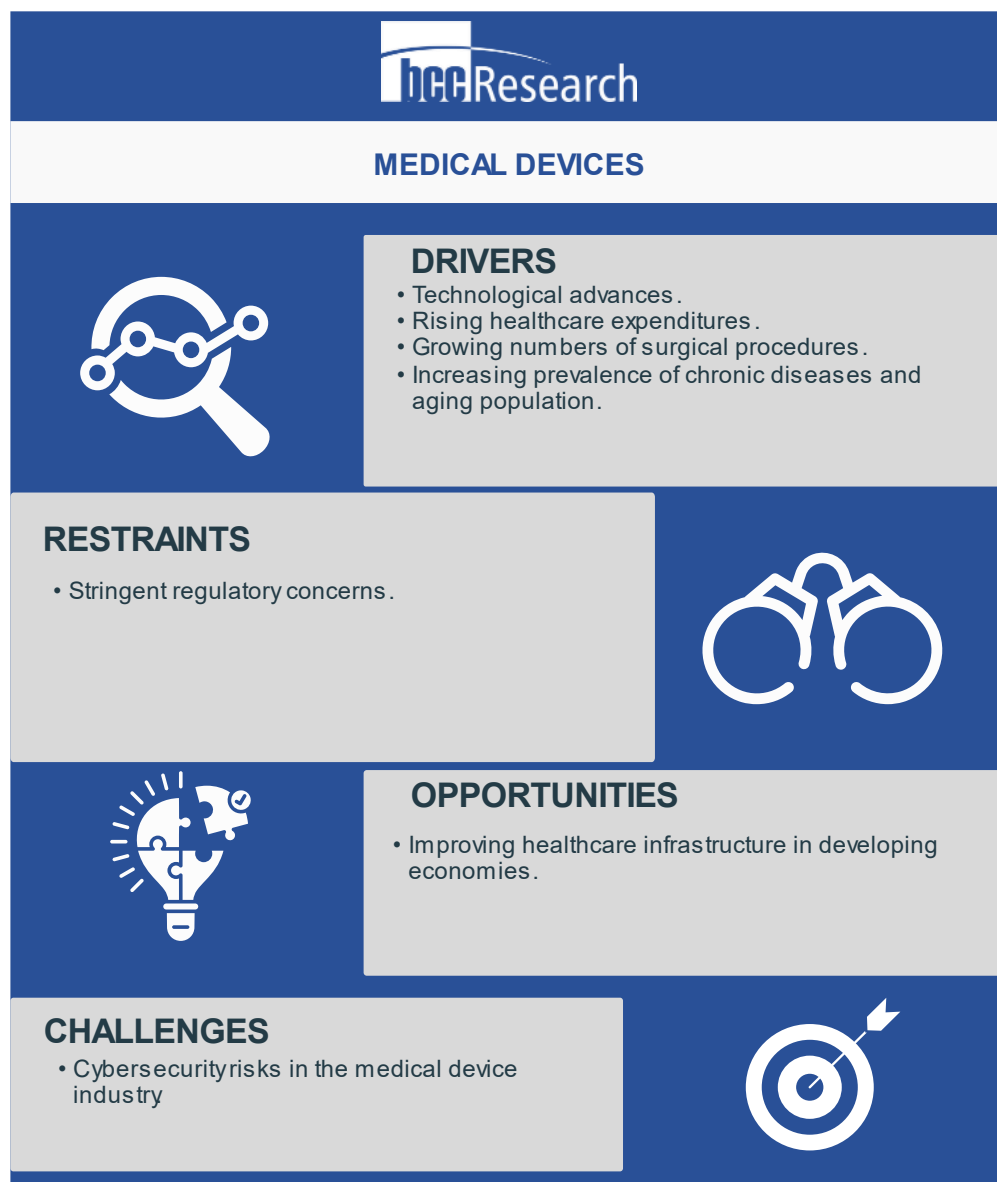 bccResearch
MEDICAL DEVICES
DRIVERS
• Technological advances.
• Rising healthcare expenditures.
• Growing numbers of surgical procedures.
• Increasing prevalence of chronic diseases and
aging population.
RESTRAINTS
• Stringent regulatory concerns.
OPPORTUNITIES
• Improving healthcare infrastructure in developing
economies.
CHALLENGES
• Cybersecurity risks in the medical device
industry.